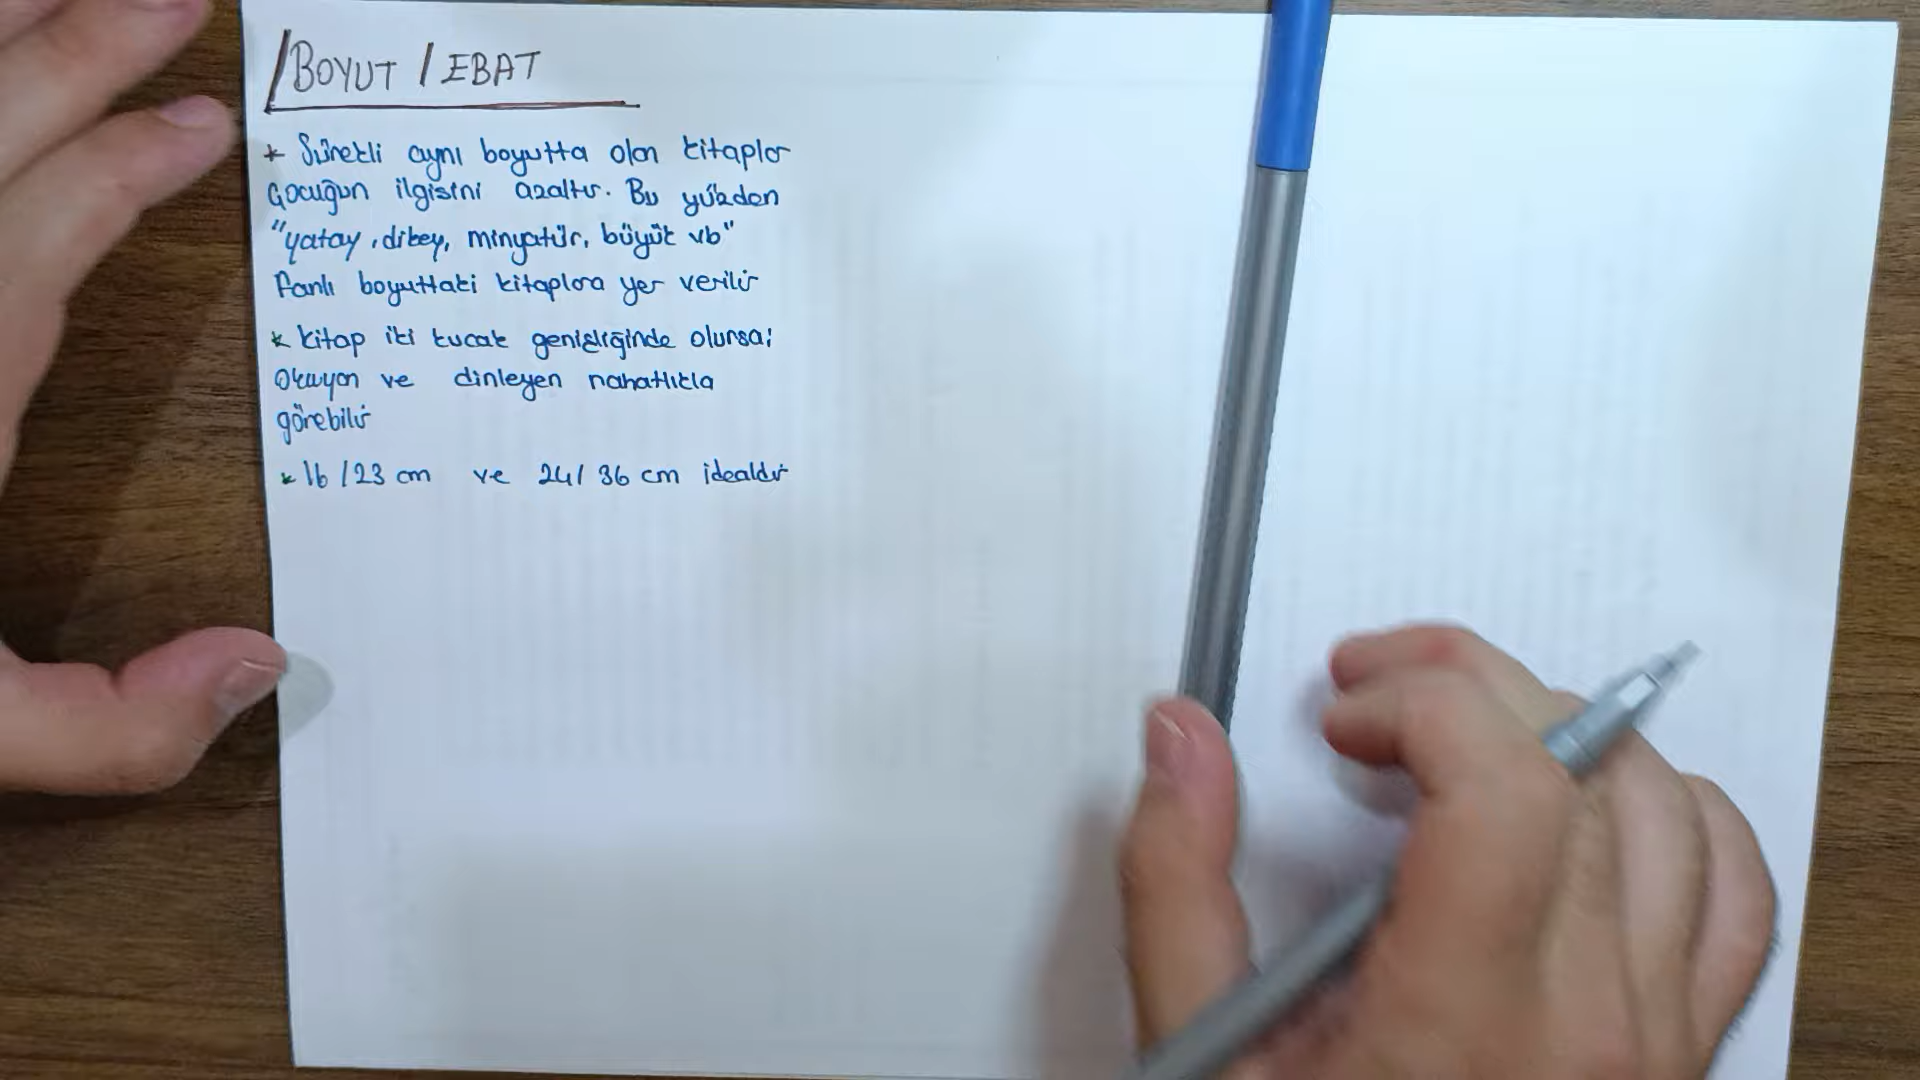 BOYUT / EBAT
* Sürekli aynı boyutta olan kitaplar
Çocuğun ilgisini azaltır. Bu yüzden
"yatay, dikey, minyatür, büyük vb"
Farklı boyuttaki kitaplara yer verilir
* Kitap iki kucak genişliğinde olursa;
Okuyan ve dinleyen rahatlıkla
görebilir
* 16/23 cm ve 24/36 cm idealdir